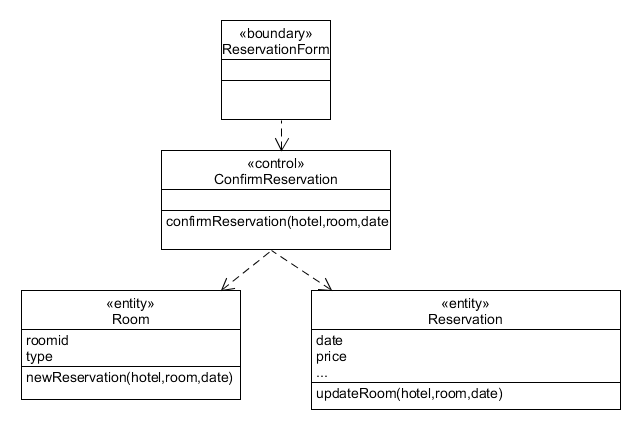 «boundary»
ReservationForm
«control»
ConfirmReservation
confirmReservation(hotel,room,date
«entity»
Room
roomid
type
newReservation(hotel,room,date)
«entity»
Reservation
date
price
...
updateRoom(hotel,room,date)